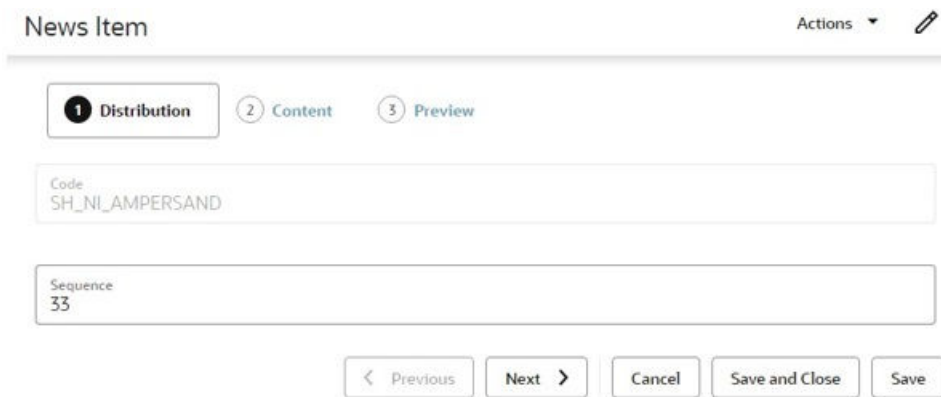 News Item
Actions
1 Distribution
2 Content
3 Preview
Code
SH_NI_AMPERSAND
Sequence
33
Previous
Next
Cancel
Save and Close
Save